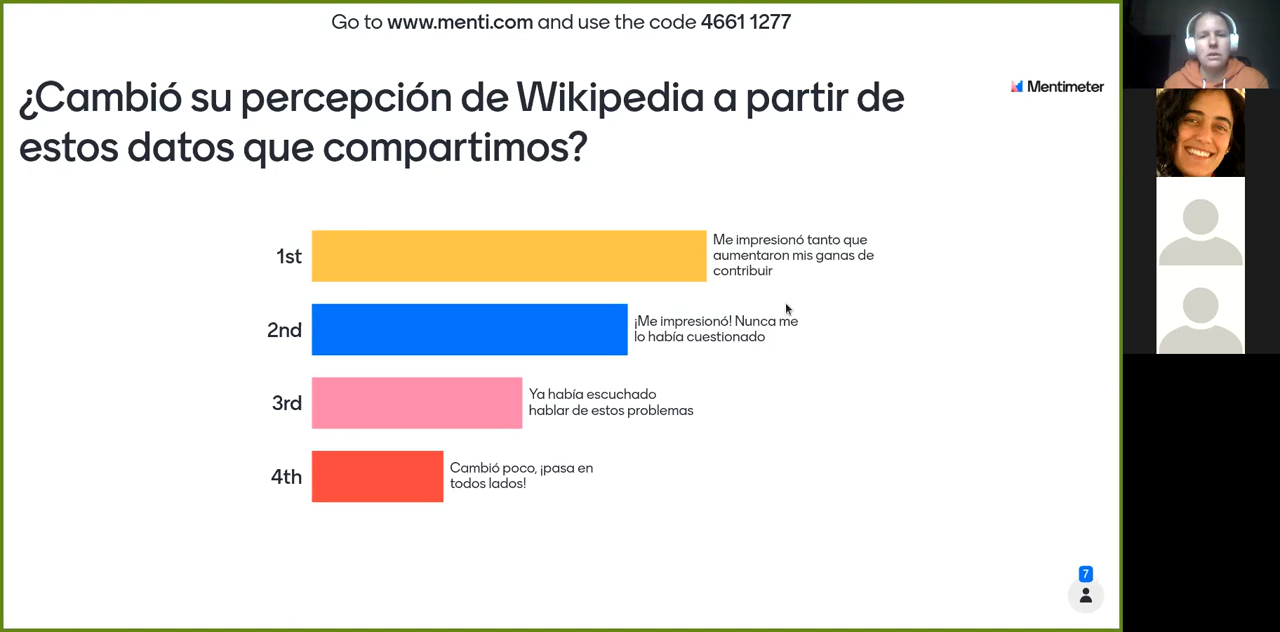 Go to www.menti.com and use the code 4661 1277
¿Cambió su percepción de Wikipedia a partir de
estos datos que compartimos?
Mentimeter
1st
Me impresionó tanto que
aumentaron mis ganas de
contribuir
2nd
¡Me impresionó! Nunca me
lo había cuestionado
3rd
Ya había escuchado
hablar de estos problemas
4th
Cambió poco, ¡pasa en
todos lados!
7